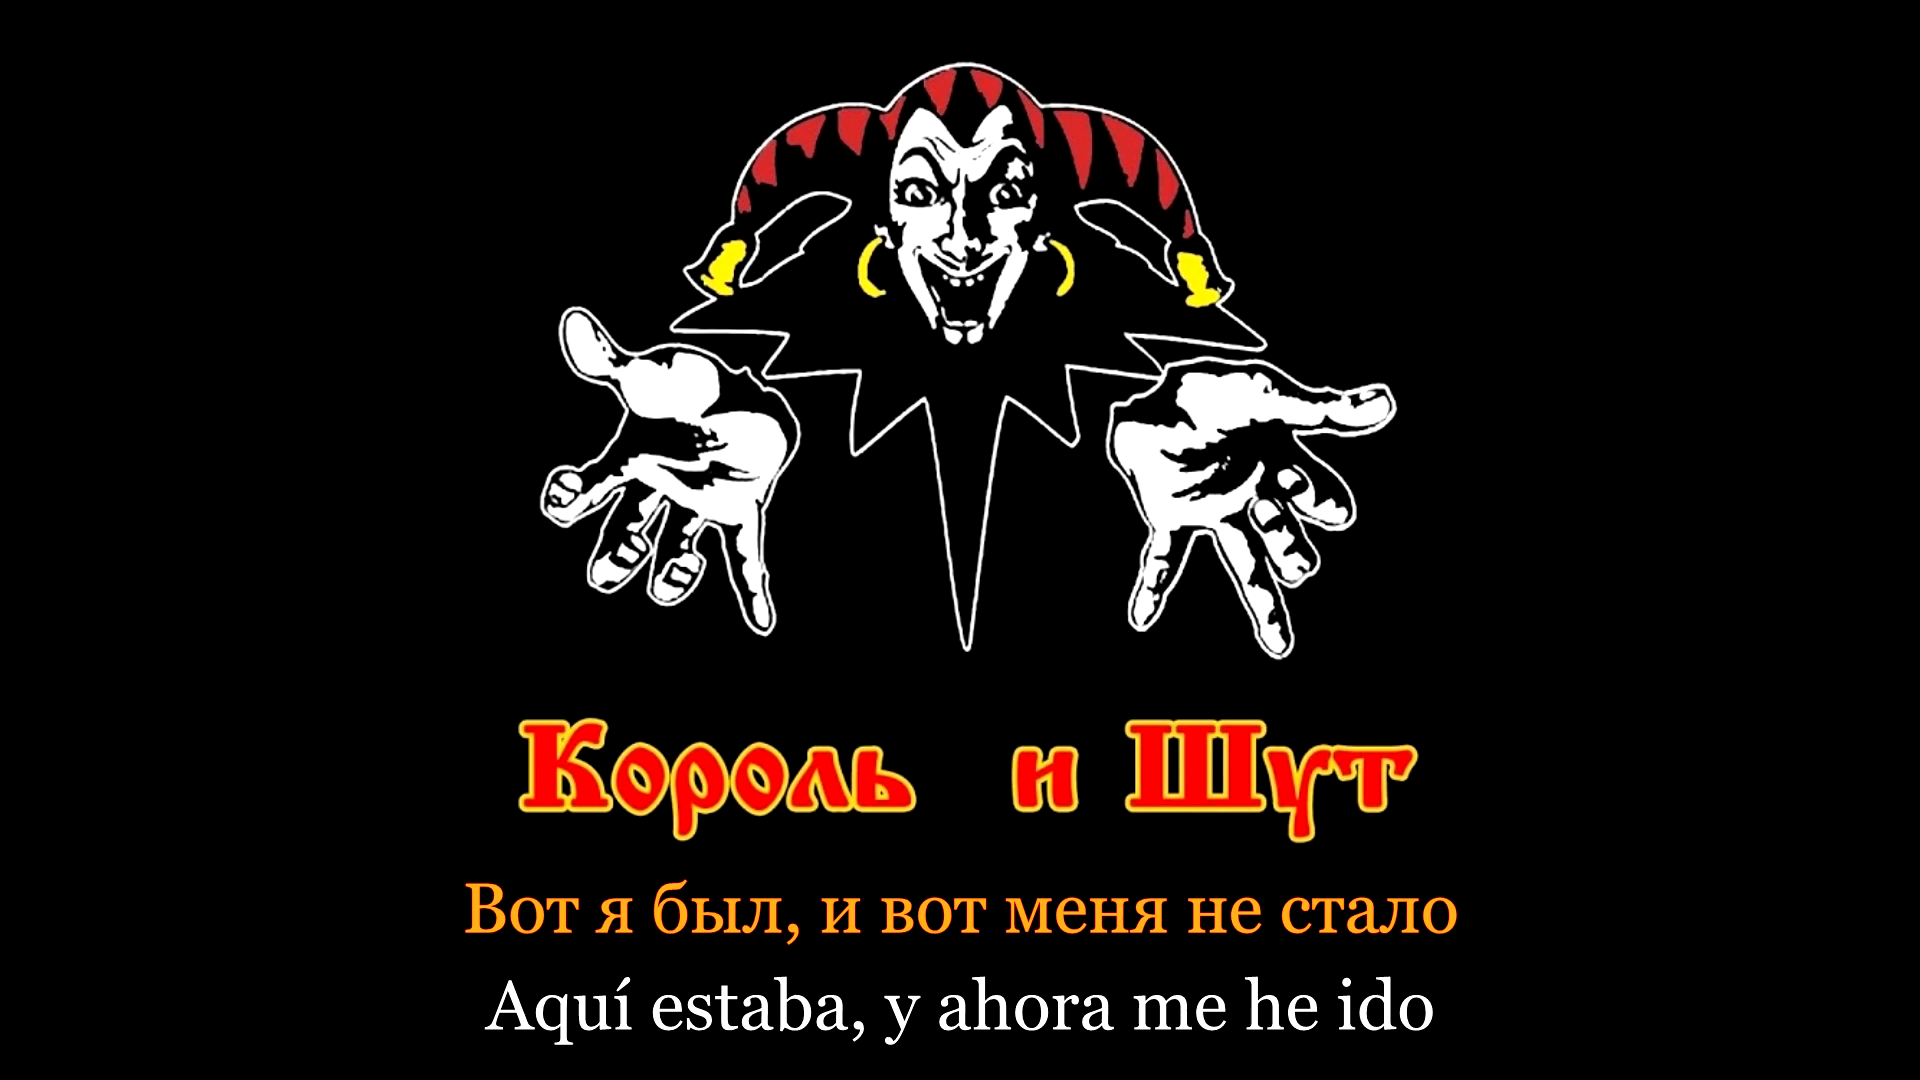 Король и Шут
Вот я был, и вот меня не стало
Aquí estaba, y ahora me he ido